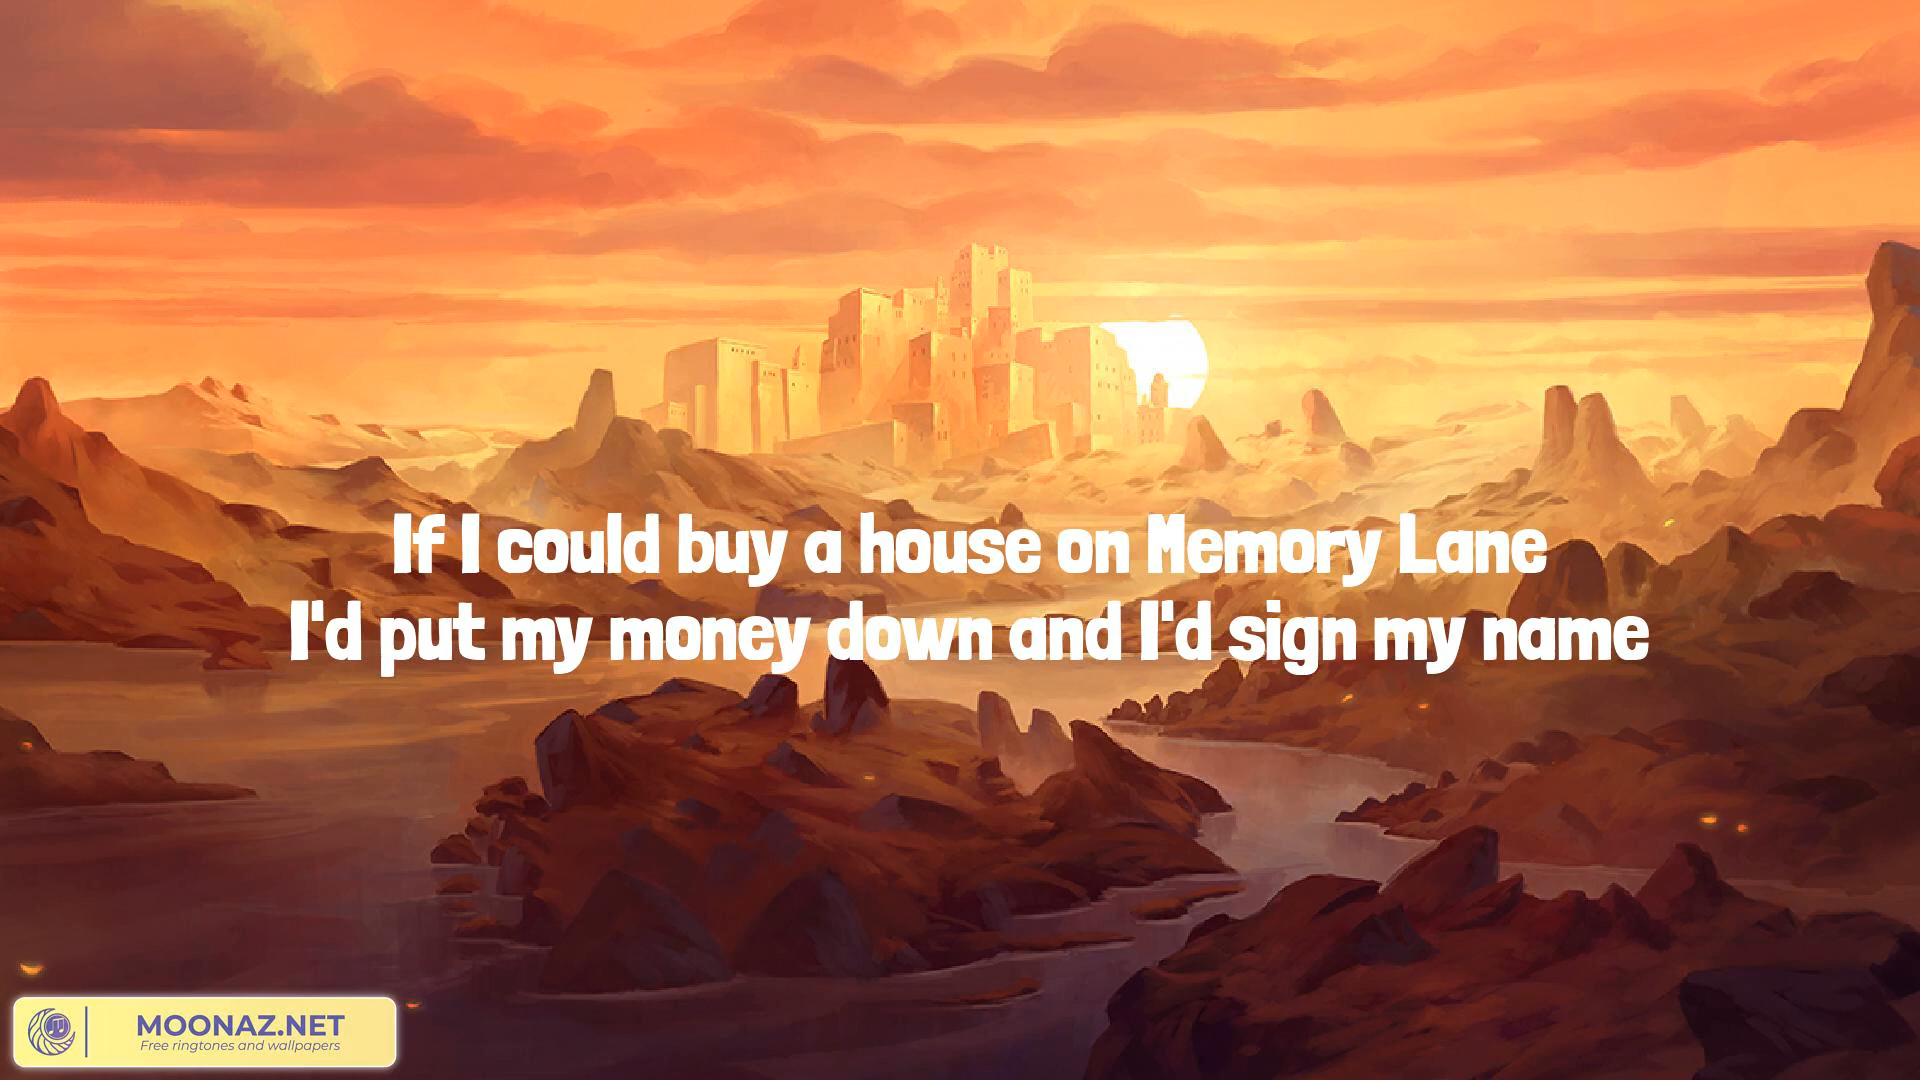 If I could buy a house on Memory Lane
I'd put my money down and I'd sign my name
MOONAZ.NET
Free ringtones and wallpapers